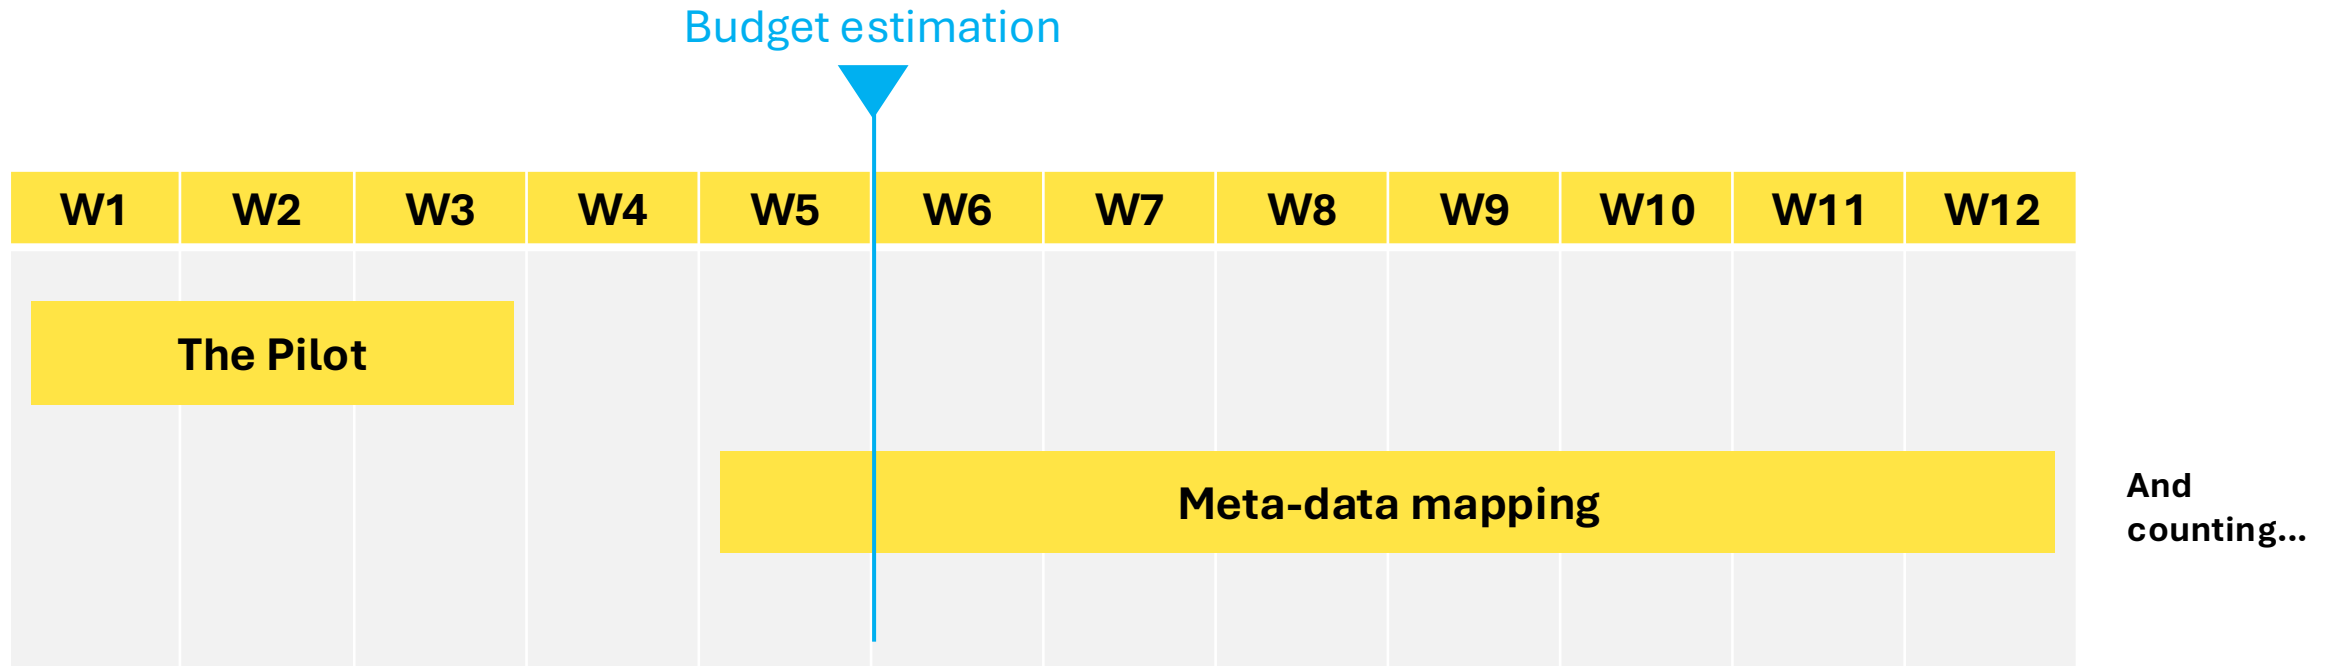 Budget estimation
W1 W2 W3 W4 W5 W6 W7 W8 W9 W10 W11 W12
The Pilot
Meta-data mapping
And
counting...